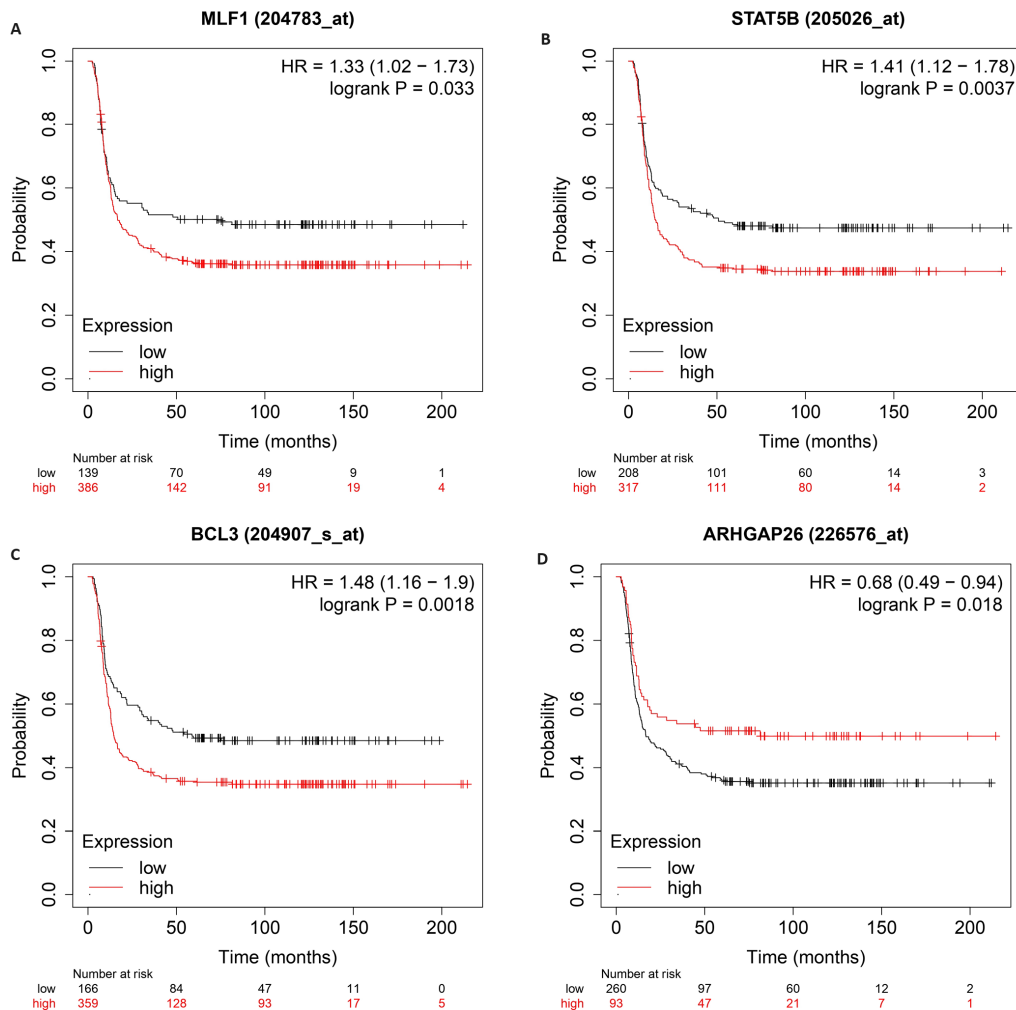 A
MLF1 (204783_at)
HR = 1.33 (1.02 − 1.73)
logrank P = 0.033
Probability
1.0
0.8
0.6
0.4
0.2
0.0
Expression
low
high
0 50 100 150 200
Time (months)
Number at risk
low 139 70 49 9 1
high 386 142 91 19 4
B
STAT5B (205026_at)
HR = 1.41 (1.12 − 1.78)
logrank P = 0.0037
Probability
1.0
0.8
0.6
0.4
0.2
0.0
Expression
low
high
0 50 100 150 200
Time (months)
Number at risk
low 208 101 60 14 3
high 317 111 80 14 2
C
BCL3 (204907_s_at)
HR = 1.48 (1.16 − 1.9)
logrank P = 0.0018
Probability
1.0
0.8
0.6
0.4
0.2
0.0
Expression
low
high
0 50 100 150 200
Time (months)
Number at risk
low 166 84 47 11 0
high 359 128 93 17 5
D
ARHGAP26 (226576_at)
HR = 0.68 (0.49 − 0.94)
logrank P = 0.018
Probability
1.0
0.8
0.6
0.4
0.2
0.0
Expression
low
high
0 50 100 150 200
Time (months)
Number at risk
low 260 97 60 12 2
high 93 47 21 7 1